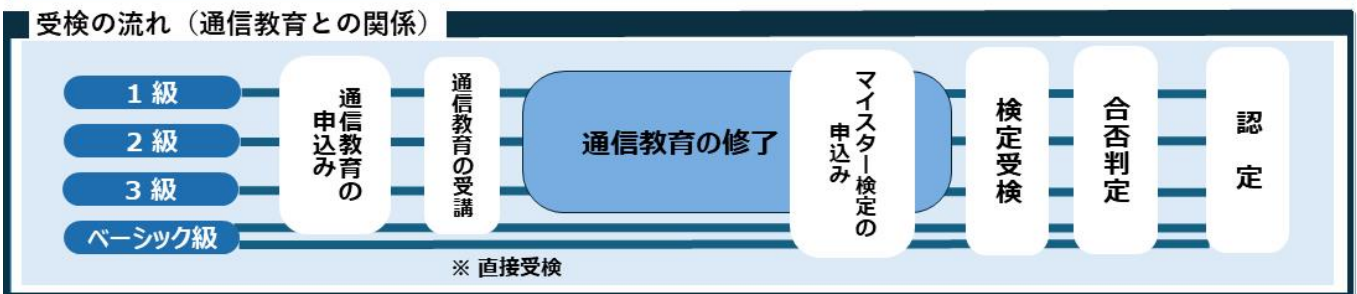 受検の流れ（通信教育との関係）
1 級
2 級
3 級
ベーシック級
通信教育の
申込み
通信教育の受講
通信教育の修了
マイスター検定の
申込み
検定受検
合否判定
認 定
※ 直接受検